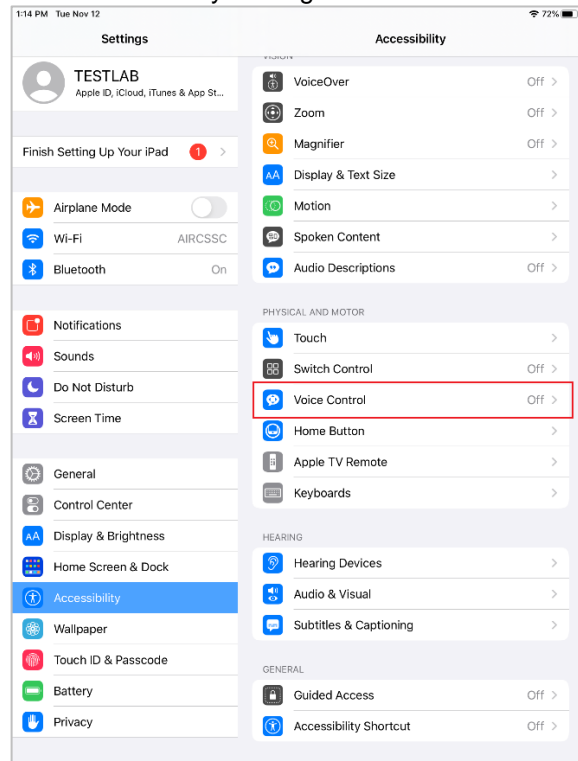 1:14 PM Tue Nov 12
72%
Settings
TESTLAB
Apple ID, iCloud, iTunes & App St...
Finish Setting Up Your iPad 1
Airplane Mode
Wi-Fi AIRCSSC
Bluetooth On
Notifications
Sounds
Do Not Disturb
Screen Time
General
Control Center
AA Display & Brightness
Home Screen & Dock
Accessibility
Wallpaper
Touch ID & Passcode
Battery
Privacy
Accessibility
VISION
VoiceOver Off
Zoom Off
Magnifier Off
AA Display & Text Size
Motion
Spoken Content
Audio Descriptions Off
PHYSICAL AND MOTOR
Touch
Switch Control Off
Voice Control Off
Home Button
Apple TV Remote
Keyboards
HEARING
Hearing Devices
Audio & Visual
Subtitles & Captioning
GENERAL
Guided Access Off
Accessibility Shortcut Off